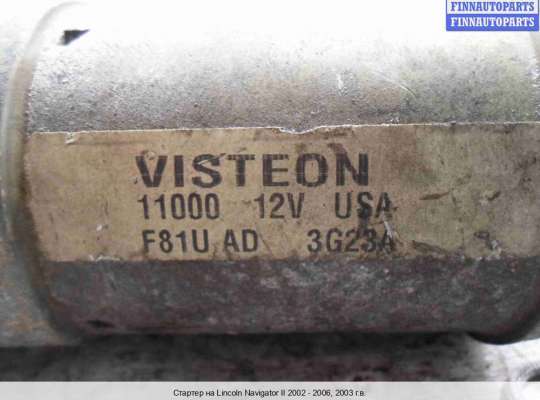 FINNAUTOPARTS
FINNAUTOPARTS
VISTEON
11000 12V USA
F81U AD 3G23A
Стартер на Lincoln Navigator II 2002 - 2006, 2003 г.в.